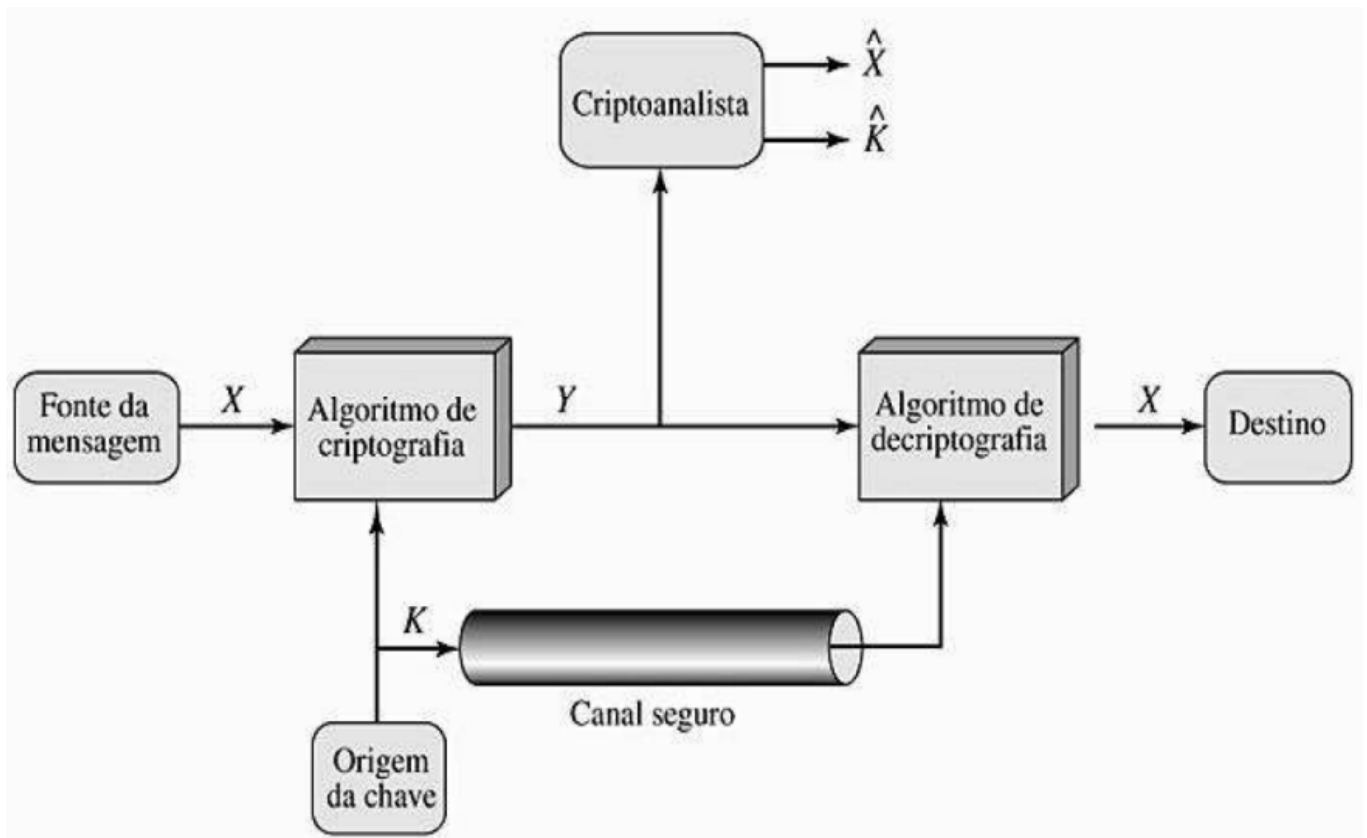 X̂
Criptoanalista
K̂
Fonte da
mensagem
X
Algoritmo de
criptografia
Y
Algoritmo de
decriptografia
X
Destino
K
Canal seguro
Origem
da chave